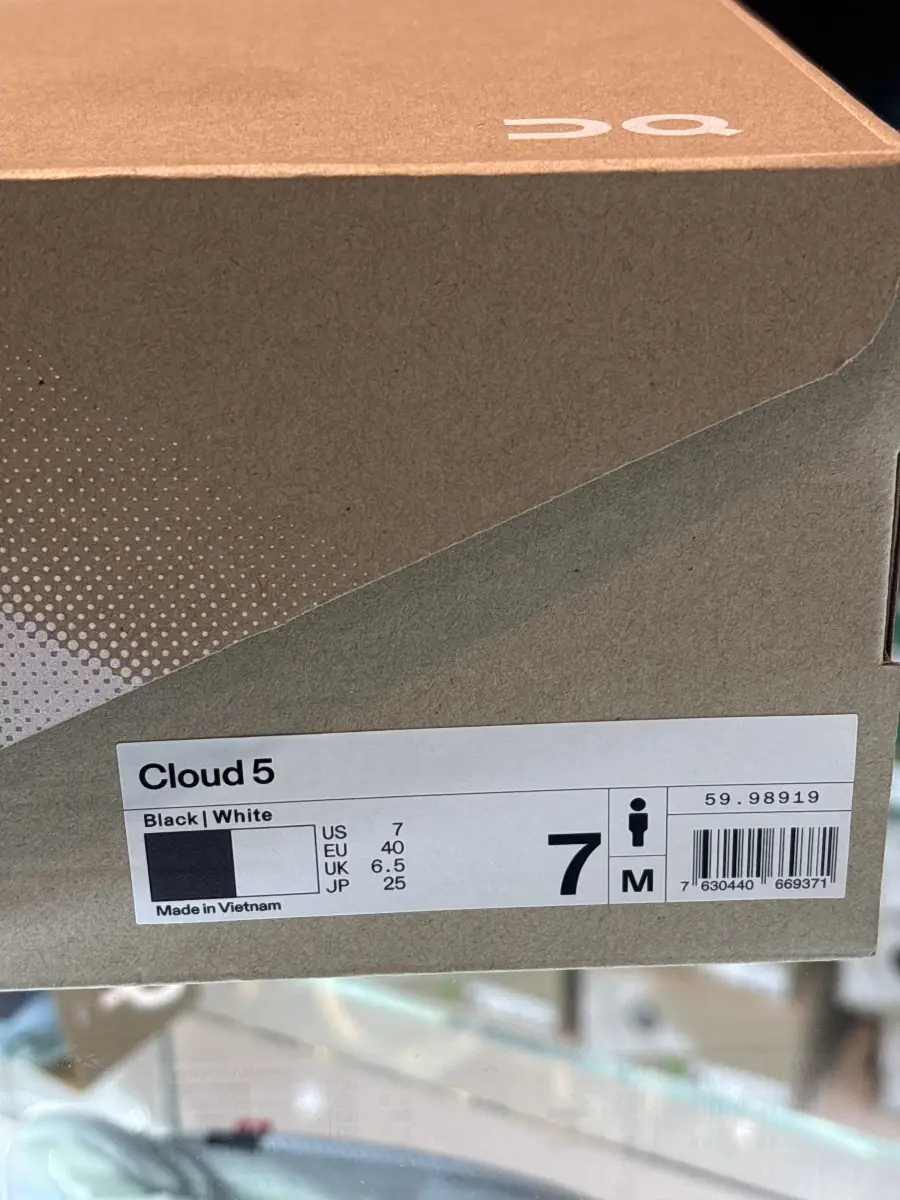 Cloud 5
Black | White
US 7
EU 40
UK 6.5
JP 25
Made in Vietnam
7
M
59.98919
7 630440 669371